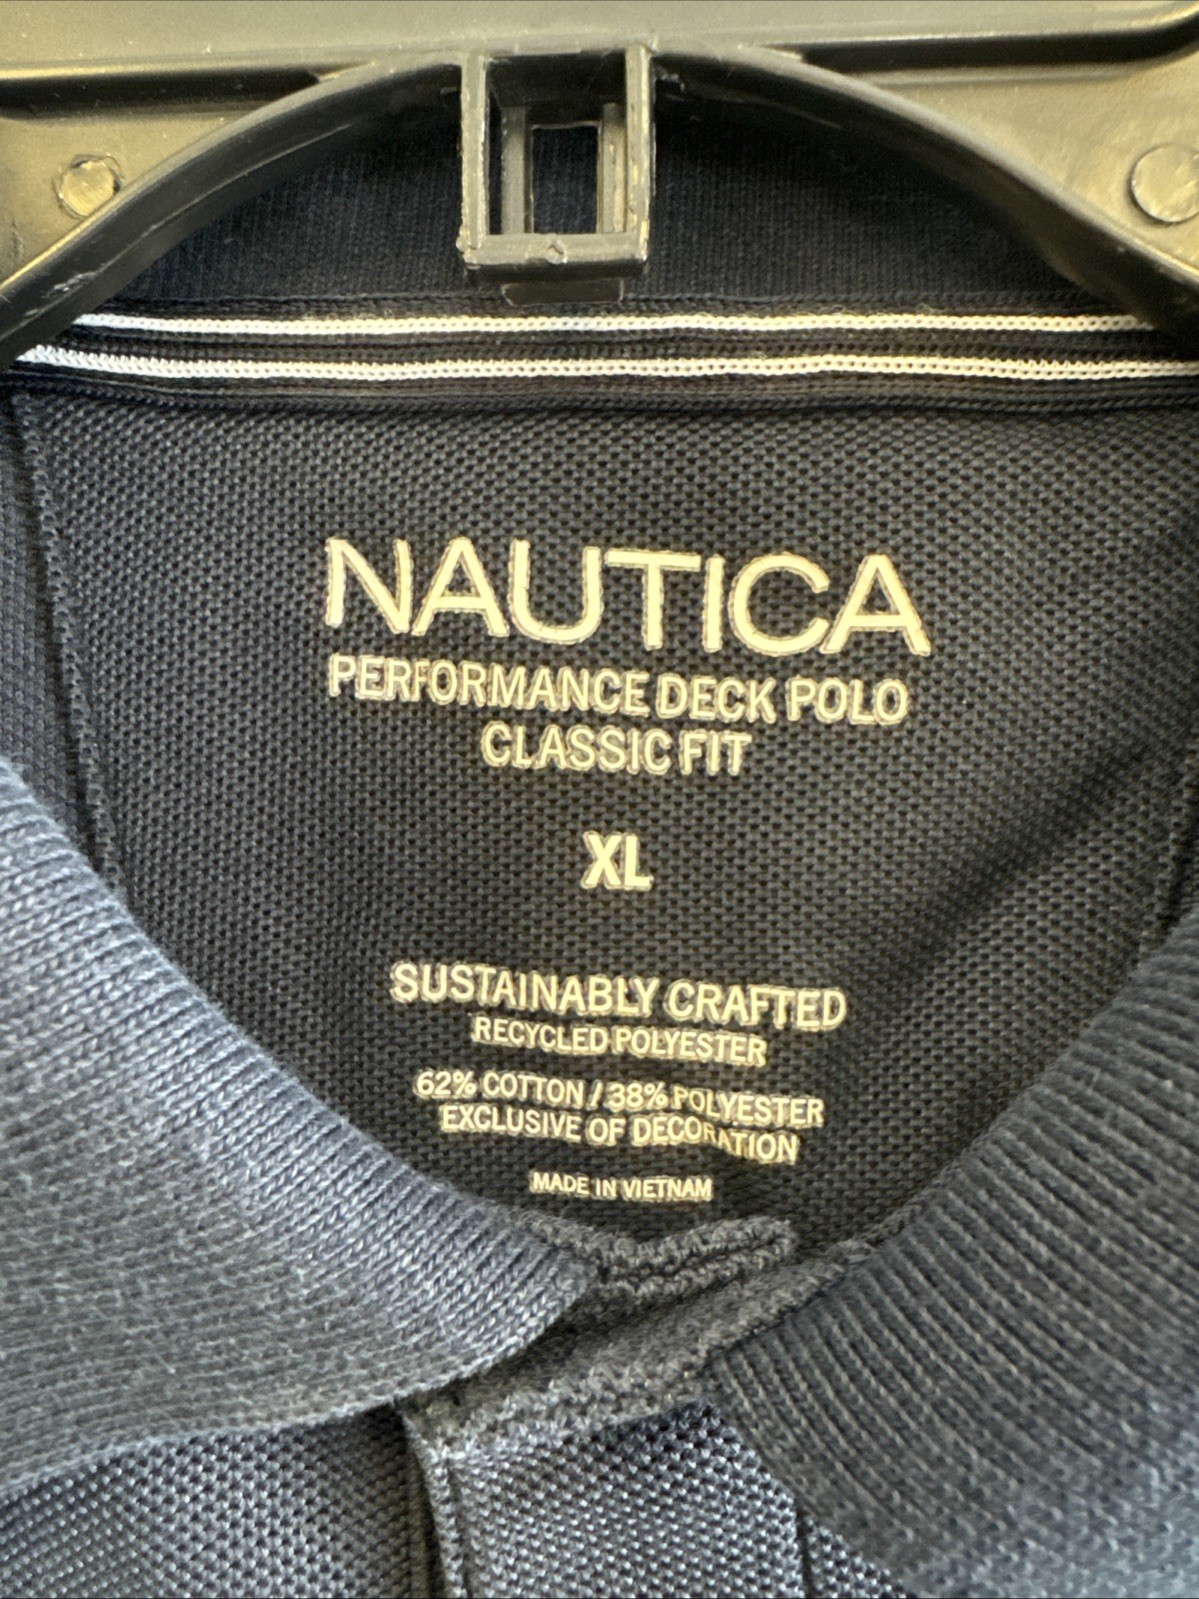 NAUTICA
PERFORMANCE DECK POLO
CLASSIC FIT
XL
SUSTAINABLY CRAFTED
RECYCLED POLYESTER
62% COTTON / 38% POLYESTER
EXCLUSIVE OF DECORATION
MADE IN VIETNAM